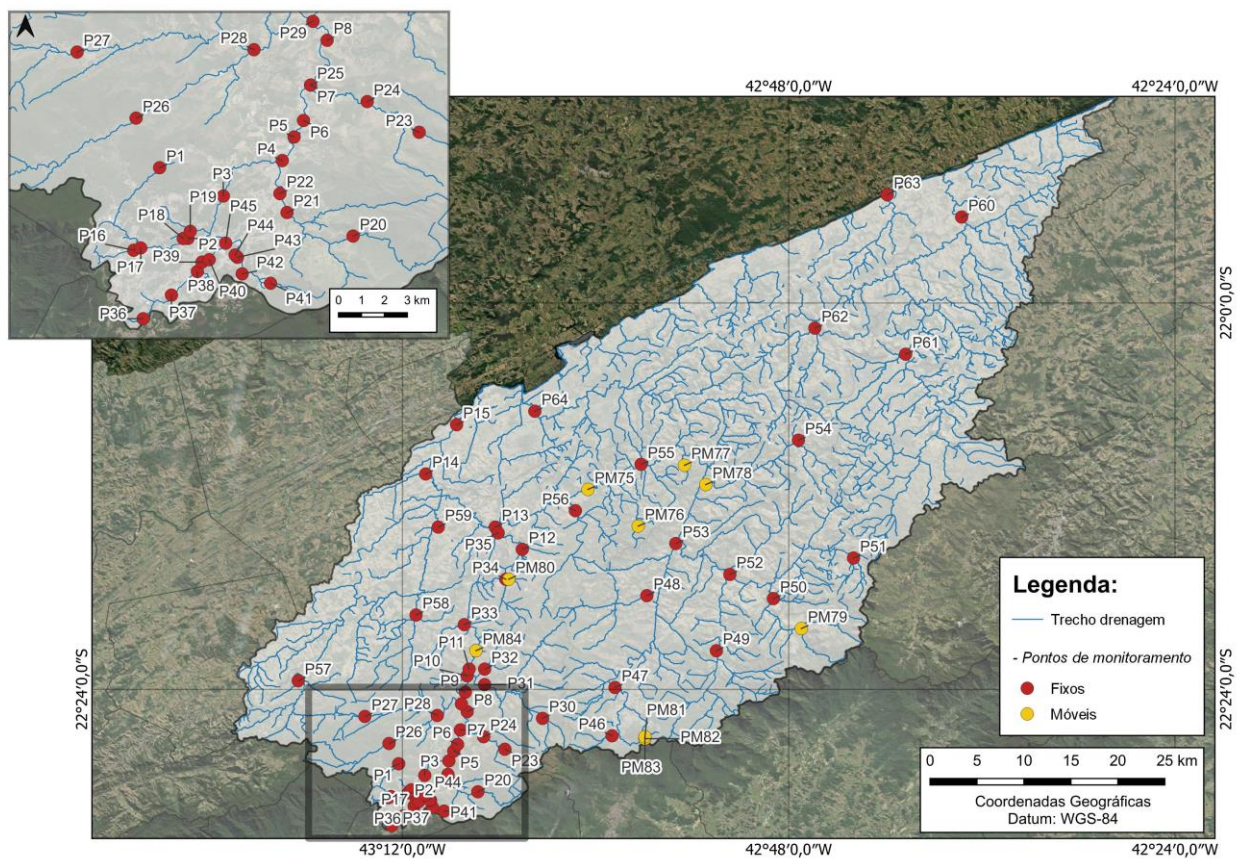 P29
P8
P27
P28
P25
P24
P7
P26
P23
P5
P6
P4
P1
P3
P22
P19
P45
P21
P18
P44
P20
P16
P2
P43
P17
P39
P42
P38
P40
P41
P36
P37
0 1 2 3 km
42°48'0,0"W
42°24'0,0"W
22°0'0,0"S
P63
P60
P62
P61
P64
P15
P54
P55
PM77
P14
PM75
PM78
P56
P59
P13
PM76
P35
P12
P53
P51
P34
PM80
P52
P48
P50
P58
P33
PM79
P11
PM84
P49
P10
P32
P57
P9
P31
P47
22°24'0,0"S
22°24'0,0"S
P27
P28
P8
P24
P30
P46
PM81
P26
P6
P7
PM82
P1
P3
P5
P23
PM83
P44
P20
P17
P2
P36
P37
P41
43°12'0,0"W
42°48'0,0"W
42°24'0,0"W
Legenda:
Trecho drenagem
- Pontos de monitoramento
Fixos
Móveis
0 5 10 15 20 25 km
Coordenadas Geográficas
Datum: WGS-84